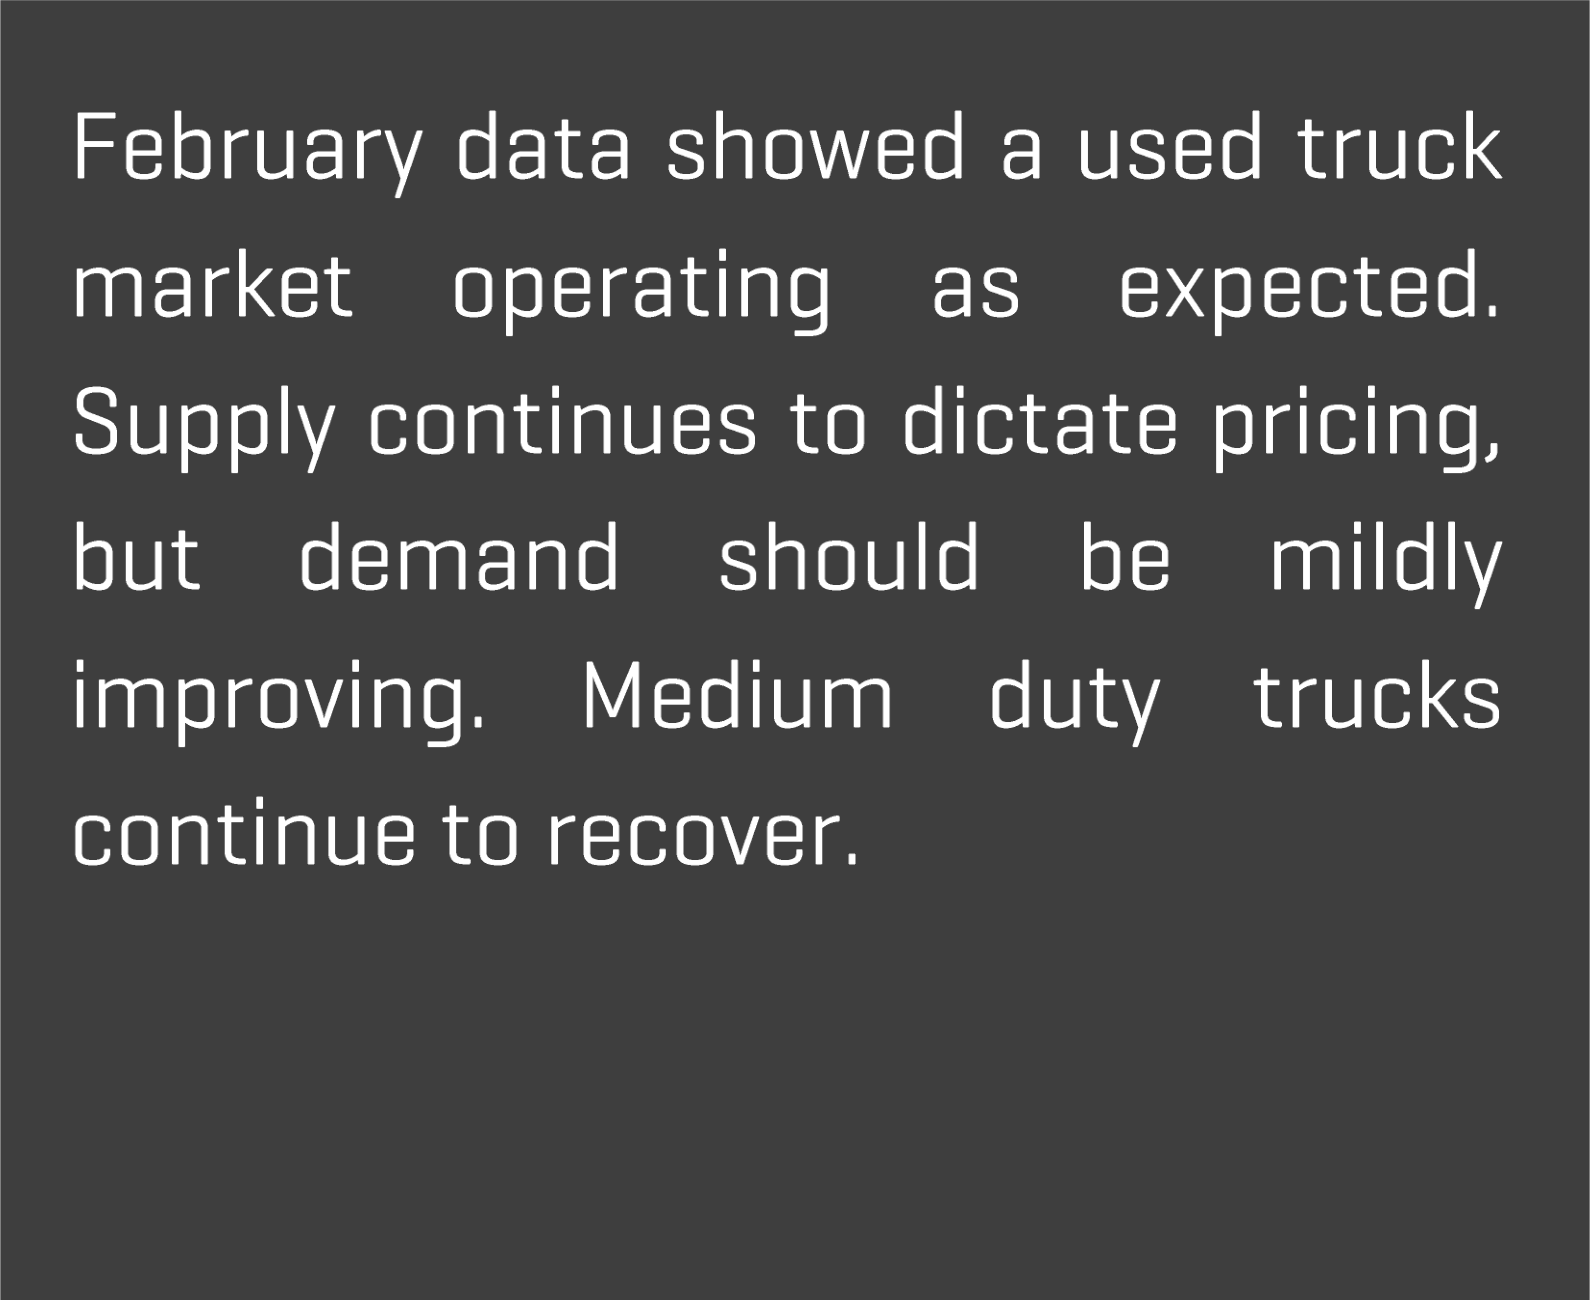 February data showed a used truck
market operating as expected.
Supply continues to dictate pricing,
but demand should be mildly
improving. Medium duty trucks
continue to recover.